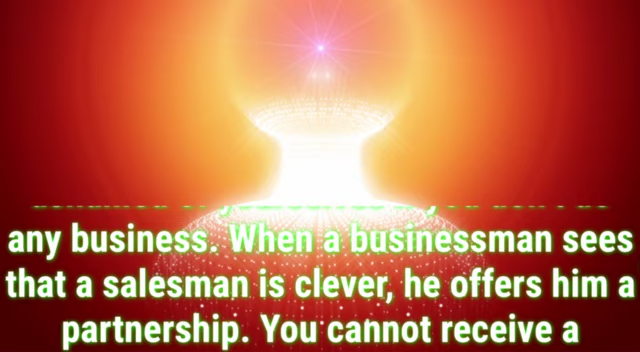 any business. When a businessman sees
that a salesman is clever, he offers him a
partnership. You cannot receive a